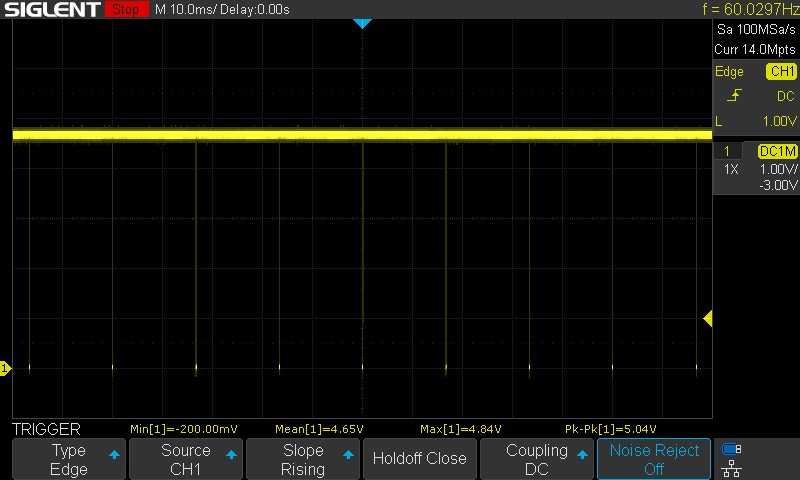 SIGLENT Stop M 10.0ms/ Delay:0.00s f = 60.0297Hz
Sa 100MSa/s
Curr 14.0Mpts
Edge CH1
DC
L 1.00V
1 DC1M
1X 1.00V/
-3.00V
1
TRIGGER Min[1]=-200.00mV Mean[1]=4.65V Max[1]=4.84V Pk-Pk[1]=5.04V
Type Source Slope Holdoff Close Coupling Noise Reject
Edge CH1 Rising DC Off